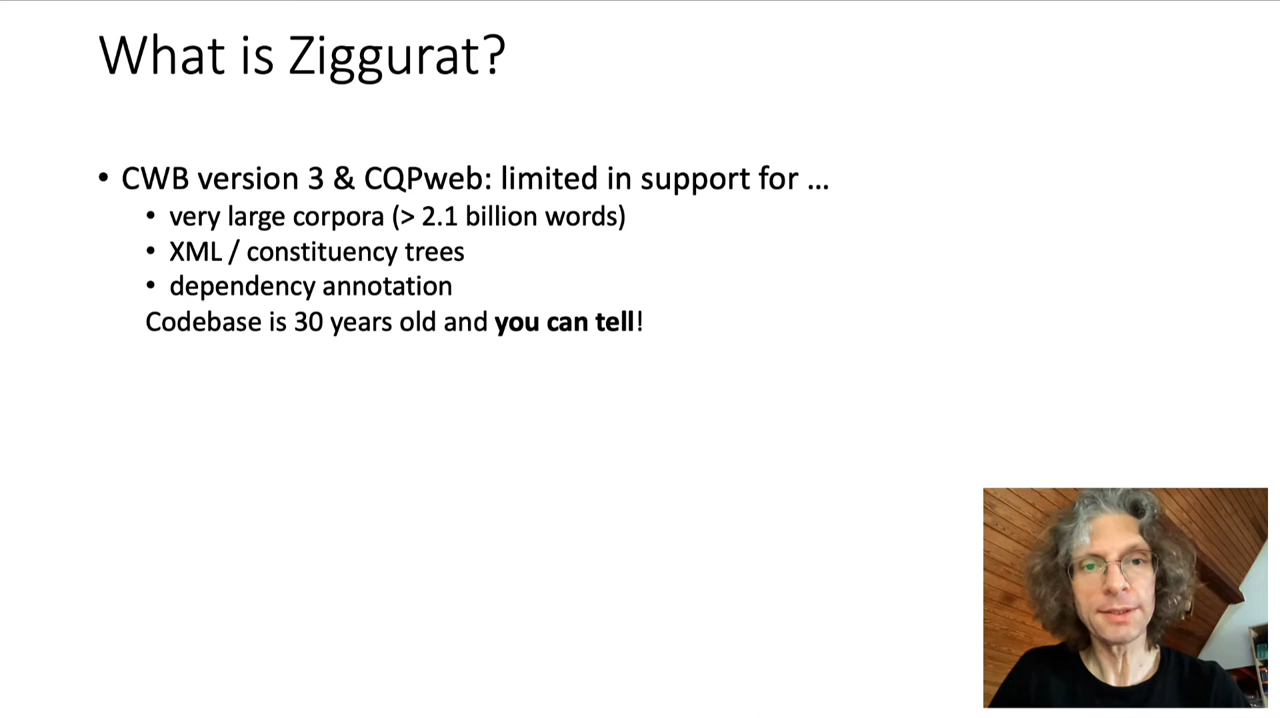 What is Ziggurat?
• CWB version 3 & CQPweb: limited in support for ...
• very large corpora (> 2.1 billion words)
• XML / constituency trees
• dependency annotation
Codebase is 30 years old and you can tell!